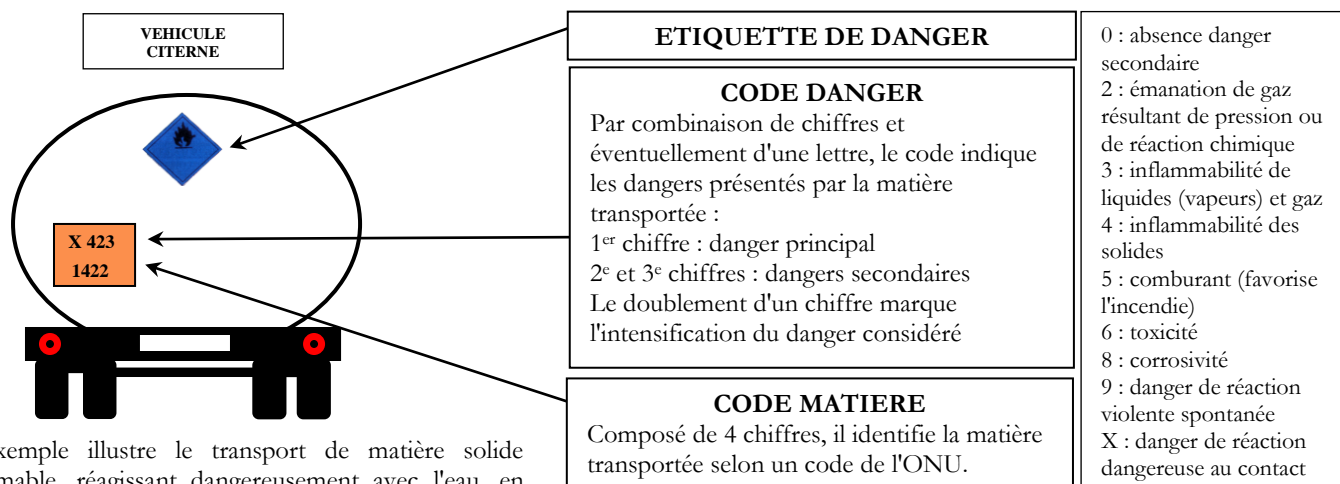 VEHICULE
CITERNE
X 423
1422
exemple illustre le transport de matière solide
mable, réagissant dangereusement avec l'eau, en
ETIQUETTE DE DANGER
CODE DANGER
Par combinaison de chiffres et
éventuellement d'une lettre, le code indique
les dangers présentés par la matière
transportée :
1er chiffre : danger principal
2e et 3e chiffres : dangers secondaires
Le doublement d'un chiffre marque
l'intensification du danger considéré
CODE MATIERE
Composé de 4 chiffres, il identifie la matière
transportée selon un code de l'ONU.
0 : absence danger
secondaire
2 : émanation de gaz
résultant de pression ou
de réaction chimique
3 : inflammabilité de
liquides (vapeurs) et gaz
4 : inflammabilité des
solides
5 : comburant (favorise
l'incendie)
6 : toxicité
8 : corrosivité
9 : danger de réaction
violente spontanée
X : danger de réaction
dangereuse au contact